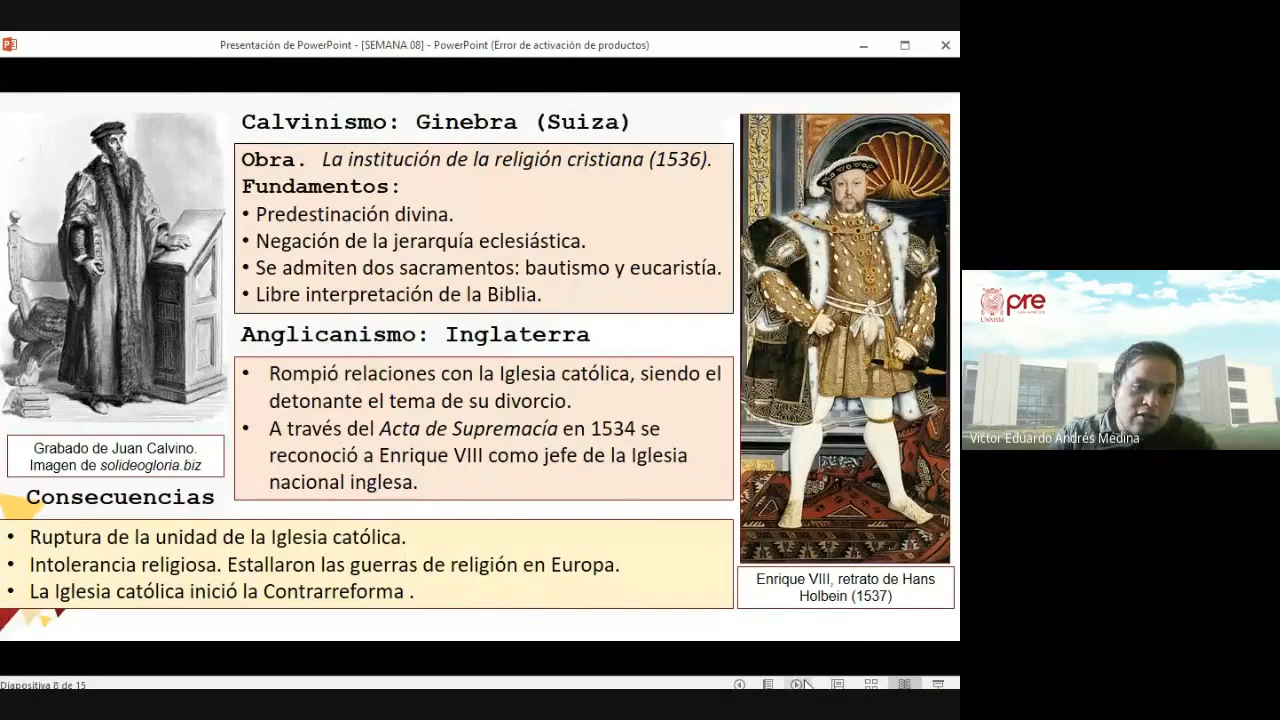 Presentación de PowerPoint - [SEMANA 08] - PowerPoint (Error de activación de productos)
Calvinismo: Ginebra (Suiza)
Obra. La institución de la religión cristiana (1536).
Fundamentos:
• Predestinación divina.
• Negación de la jerarquía eclesiástica.
• Se admiten dos sacramentos: bautismo y eucaristía.
• Libre interpretación de la Biblia.
Anglicanismo: Inglaterra
• Rompió relaciones con la Iglesia católica, siendo el
detonante el tema de su divorcio.
• A través del Acta de Supremacía en 1534 se
reconoció a Enrique VIII como jefe de la Iglesia
nacional inglesa.
Grabado de Juan Calvino.
Imagen de solideogloria.biz
Consecuencias
• Ruptura de la unidad de la Iglesia católica.
• Intolerancia religiosa. Estallaron las guerras de religión en Europa.
• La Iglesia católica inició la Contrarreforma .
Enrique VIII, retrato de Hans
Holbein (1537)
Diapositiva 8 de 15
pre
UNMSM
Victor Eduardo Andres Medina